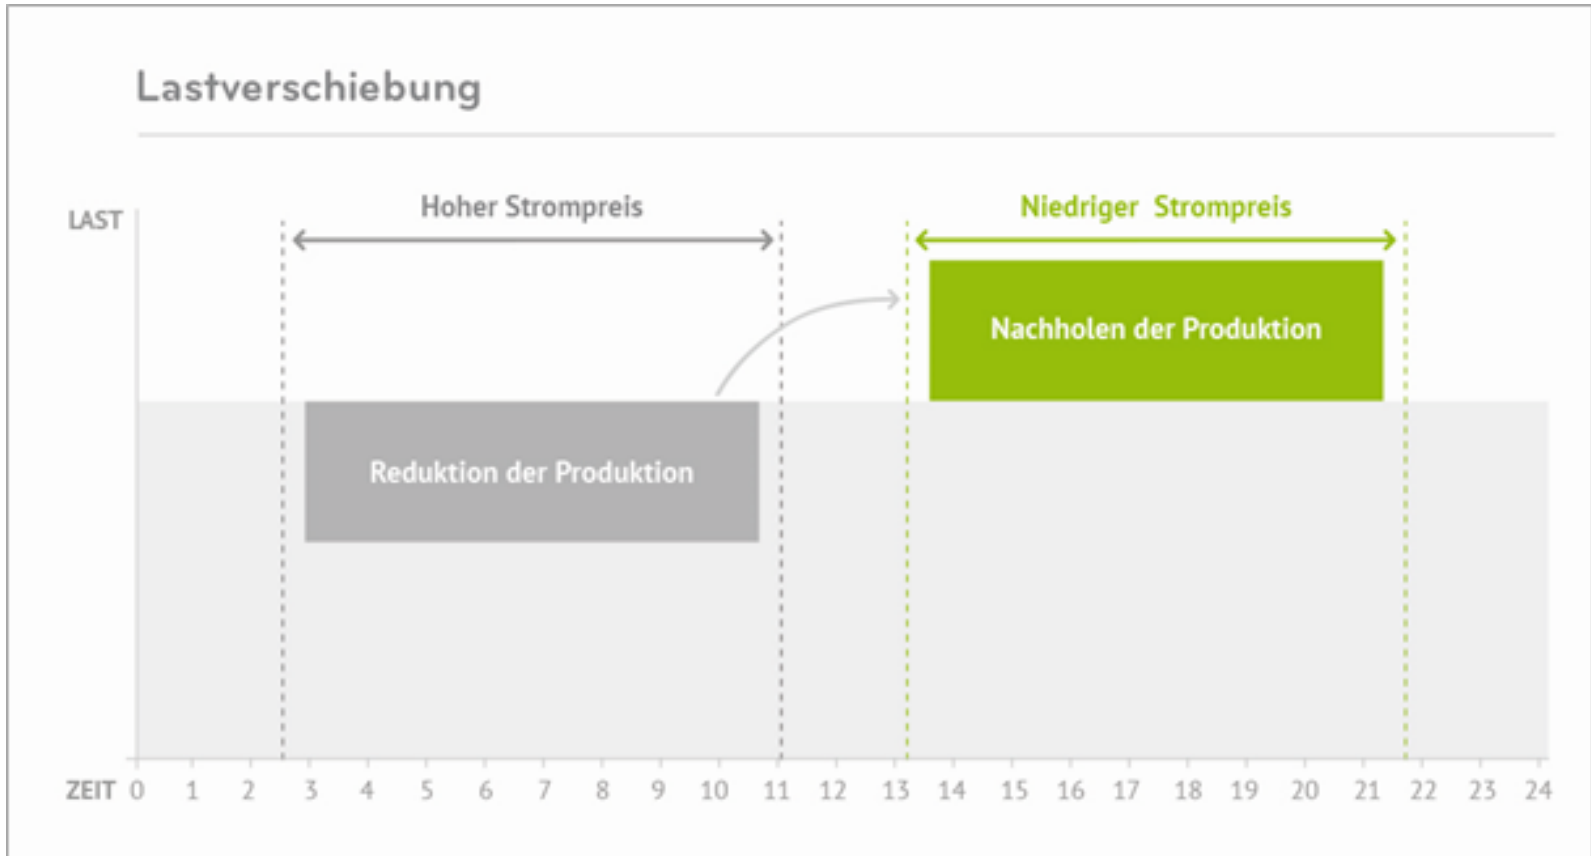 Lastverschiebung
LAST
Hoher Strompreis
Niedriger Strompreis
Nachholen der Produktion
Reduktion der Produktion
ZEIT 0 1 2 3 4 5 6 7 8 9 10 11 12 13 14 15 16 17 18 19 20 21 22 23 24